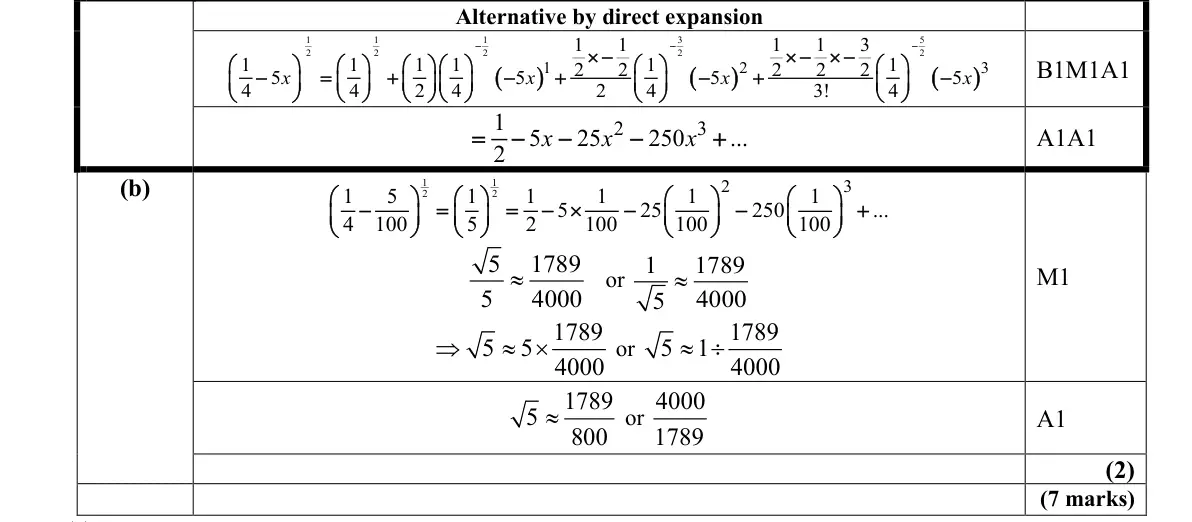 Alternative by direct expansion
(1/4 − 5x)^(1/2) = (1/4)^(1/2) + (1/2)(1/4)^(−1/2) (−5x)^1 + (1/2 × −1/2)/2 (1/4)^(−3/2) (−5x)^2 + (1/2 × −1/2 × −3/2)/3! (1/4)^(−5/2) (−5x)^3 B1M1A1
= 1/2 − 5x − 25x^2 − 250x^3 + ... A1A1
(b) (1/4 − 5/100)^(1/2) = (1/5)^(1/2) = 1/2 − 5 × 1/100 − 25(1/100)^2 − 250(1/100)^3 + ...
√5/5 ≈ 1789/4000 or 1/√5 ≈ 1789/4000 M1
⇒ √5 ≈ 5 × 1789/4000 or √5 ≈ 1 ÷ 1789/4000
√5 ≈ 1789/800 or 4000/1789 A1
(2)
(7 marks)